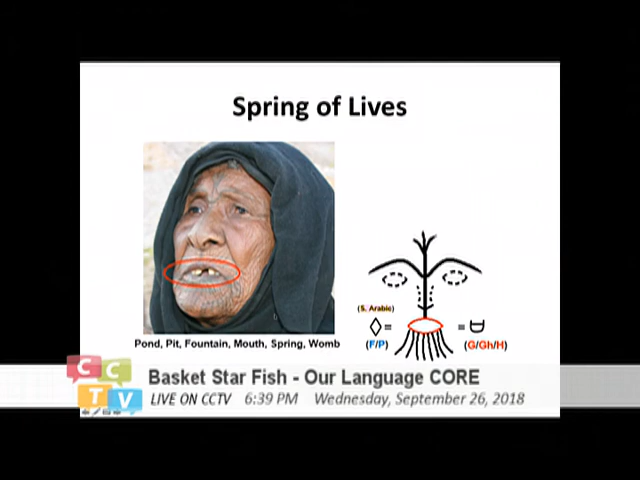 Spring of Lives
(S. Arabic)
= =
(F/P) (G/Gh/H)
Pond, Pit, Fountain, Mouth, Spring, Womb
CCTV
Basket Star Fish - Our Language CORE
LIVE ON CCTV 6:39 PM Wednesday, September 26, 2018